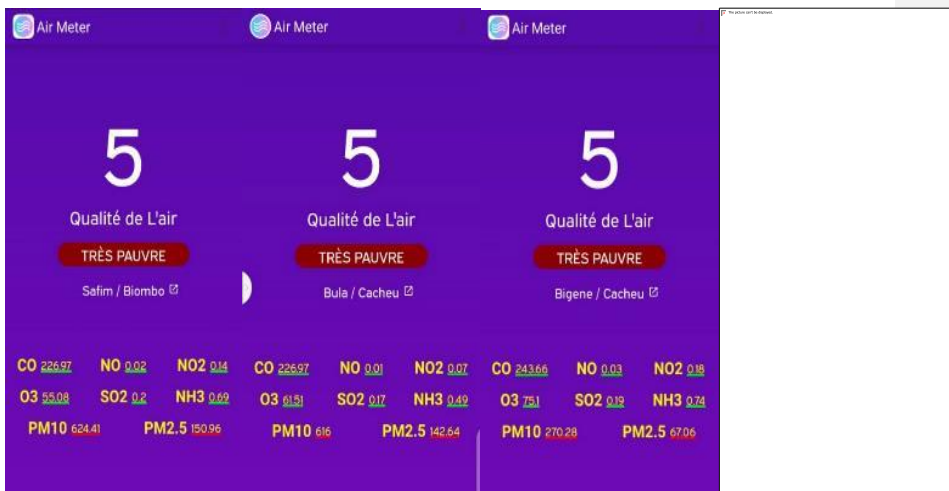 Air Meter
5
Qualité de L'air
TRÈS PAUVRE
Safim / Biombo
CO 226.97 NO 0.02 NO2 0.14
O3 55.08 SO2 0.2 NH3 0.69
PM10 624.41 PM2.5 150.96
Air Meter
5
Qualité de L'air
TRÈS PAUVRE
Bula / Cacheu
CO 226.97 NO 0.01 NO2 0.07
O3 61.51 SO2 0.17 NH3 0.49
PM10 616 PM2.5 142.64
Air Meter
5
Qualité de L'air
TRÈS PAUVRE
Bigene / Cacheu
CO 243.66 NO 0.03 NO2 0.18
O3 75.1 SO2 0.19 NH3 0.74
PM10 270.28 PM2.5 67.06
The picture can't be displayed.